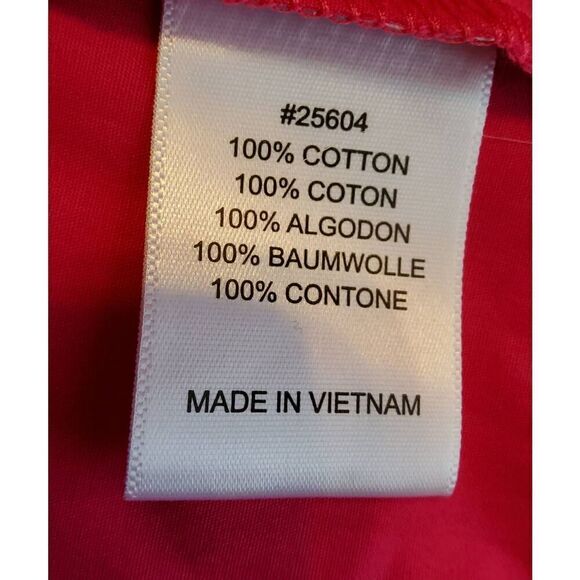 #25604
100% COTTON
100% COTON
100% ALGODON
100% BAUMWOLLE
100% CONTONE
MADE IN VIETNAM